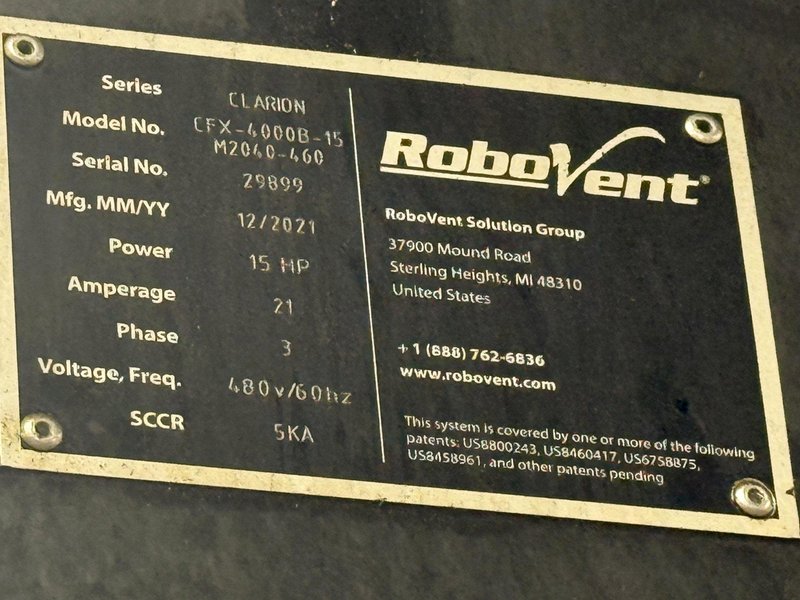 Series CLARION
Model No. CFX-4000B-15
M2040-460
Serial No. 29899
Mfg. MM/YY 12/2021
Power 15 HP
Amperage 21
Phase 3
Voltage, Freq. 480v/60hz
SCCR 5KA
RoboVent®
RoboVent Solution Group
37900 Mound Road
Sterling Heights, MI 48310
United States
+ 1 (888) 762-6836
www.robovent.com
This system is covered by one or more of the following
patents: US8800243, US8460417, US6758875,
US8458961, and other patents pending